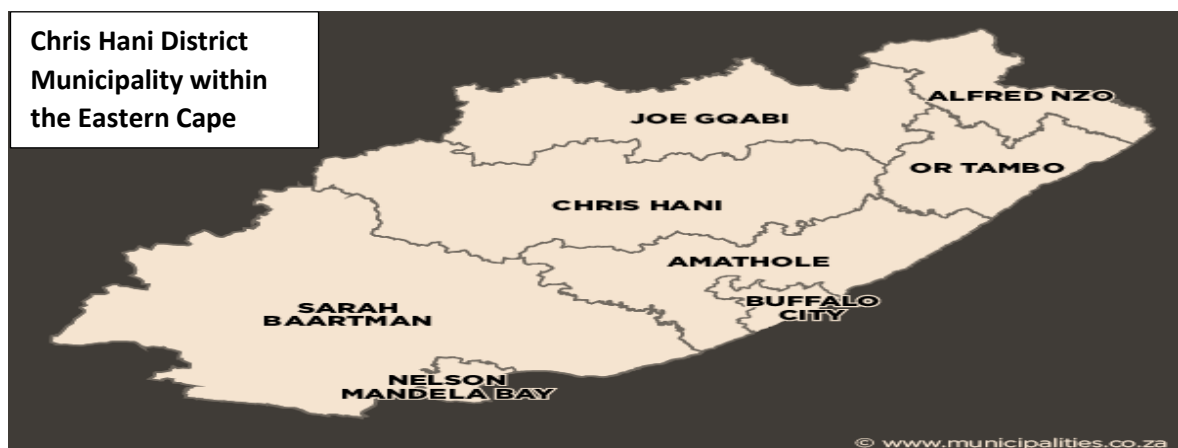 Chris Hani District
Municipality within
the Eastern Cape
ALFRED NZO
JOE GQABI
OR TAMBO
CHRIS HANI
AMATHOLE
BUFFALO
CITY
SARAH
BAARTMAN
NELSON
MANDELA BAY
© www.municipalities.co.za